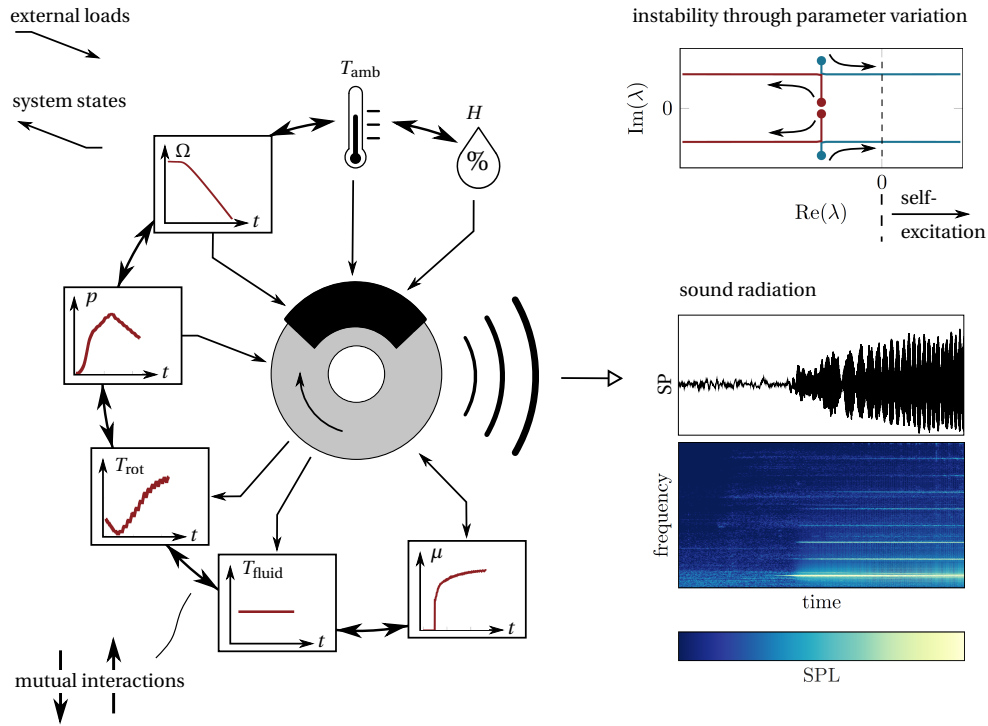 external loads
system states
T_amb
H
%
Ω
t
p
t
T_rot
t
T_fluid
t
μ
t
mutual interactions
instability through parameter variation
Im(λ)
0
0
Re(λ)
self-
excitation
sound radiation
SP
frequency
time
SPL